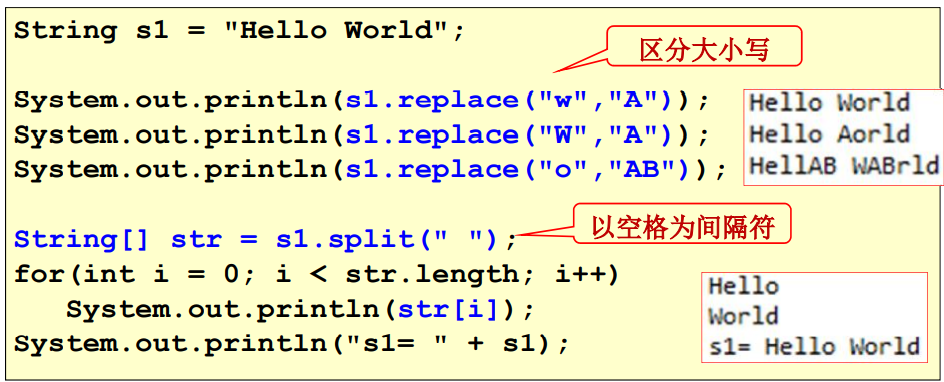 String s1 = "Hello World";
区分大小写
System.out.println(s1.replace("w","A"));
System.out.println(s1.replace("W","A"));
System.out.println(s1.replace("o","AB"));
Hello World
Hello Aorld
HellAB WABrld
String[] str = s1.split(" ");
以空格为间隔符
for(int i = 0; i < str.length; i++)
System.out.println(str[i]);
System.out.println("s1= " + s1);
Hello
World
s1= Hello World